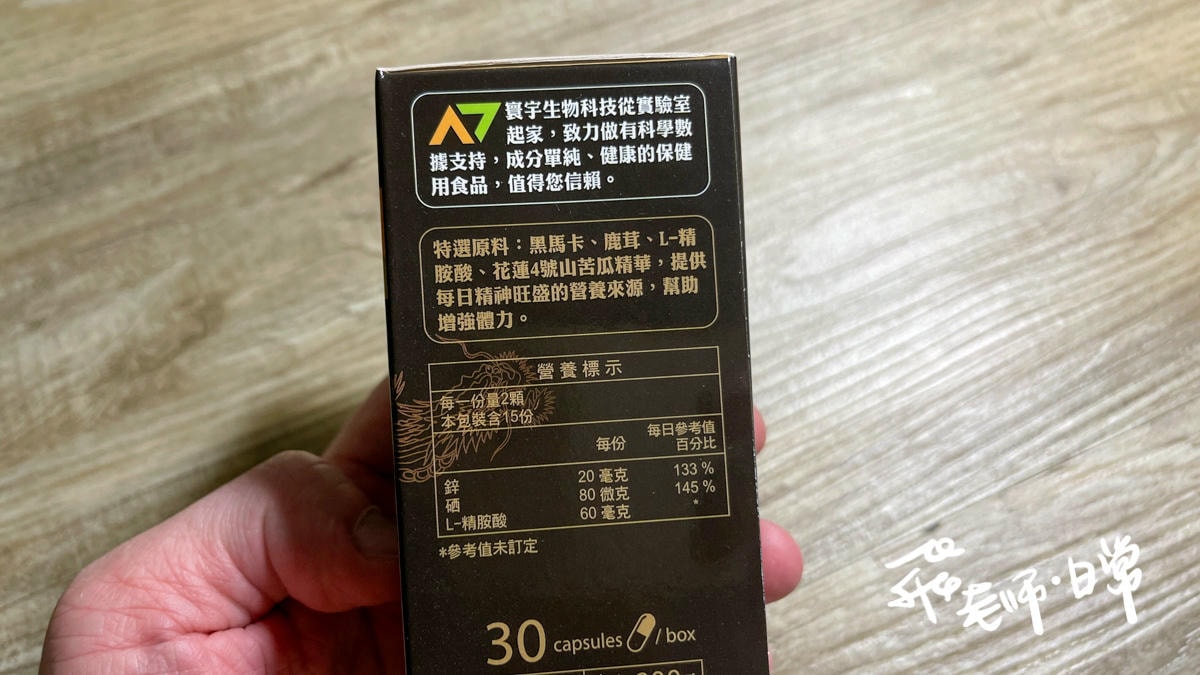 A7 寰宇生物科技從實驗室
起家，致力做有科學數
據支持，成分單純、健康的保健
用食品，值得您信賴。
特選原料：黑馬卡、鹿茸、L-精
胺酸、花蓮4號山苦瓜精華，提供
每日精神旺盛的營養來源，幫助
增強體力。
營養標示
每一份量2顆
本包裝含15份
每份 每日參考值
百分比
鋅 20 毫克 133 %
硒 80 微克 145 %
L-精胺酸 60 毫克 *
*參考值未訂定
30 capsules / box
飛老師·日常